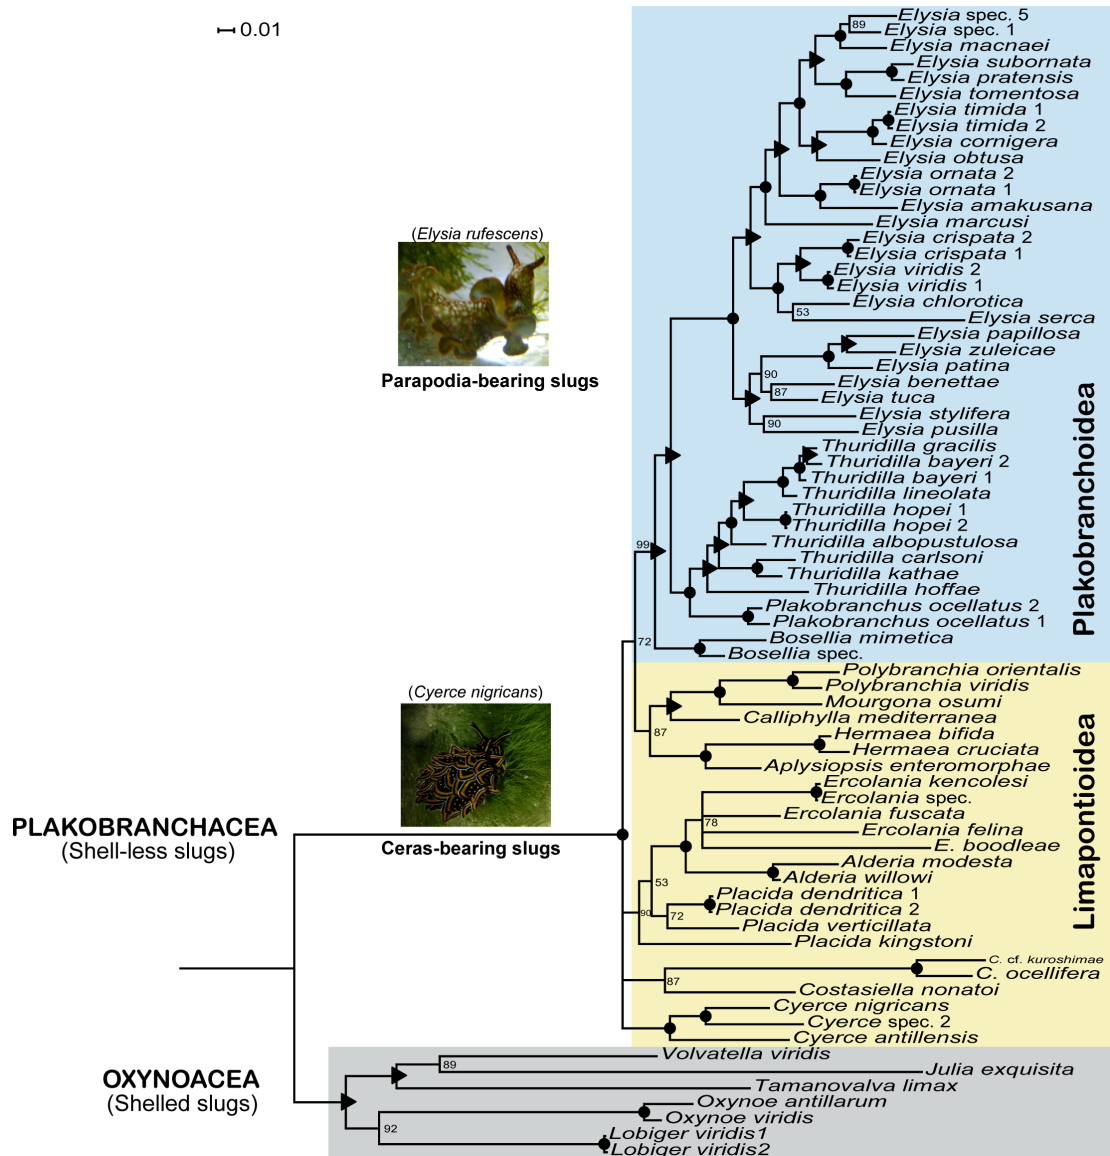 0.01
Elysia spec. 5
89
Elysia spec. 1
Elysia macnaei
Elysia subornata
Elysia pratensis
Elysia tomentosa
Elysia timida 1
Elysia timida 2
Elysia cornigera
Elysia obtusa
Elysia ornata 2
Elysia ornata 1
Elysia amakusana
Elysia marcusi
Elysia crispata 2
Elysia crispata 1
Elysia viridis 2
Elysia viridis 1
Elysia chlorotica
53
Elysia serca
Elysia papillosa
Elysia zuleicae
Elysia patina
90
Elysia benettae
87
Elysia tuca
Elysia stylifera
90
Elysia pusilla
Thuridilla gracilis
Thuridilla bayeri 2
Thuridilla bayeri 1
Thuridilla lineolata
Thuridilla hopei 1
Thuridilla hopei 2
Thuridilla albopustulosa
99
Thuridilla carlsoni
Thuridilla kathae
Thuridilla hoffae
Plakobranchus ocellatus 2
Plakobranchus ocellatus 1
72
Bosellia mimetica
Bosellia spec.
Plakobranchoidea
(Elysia rufescens)
Parapodia-bearing slugs
Polybranchia orientalis
Polybranchia viridis
Mourgona osumi
Calliphylla mediterranea
87
Hermaea bifida
Hermaea cruciata
Aplysiopsis enteromorphae
Ercolania kencolesi
Ercolania spec.
Ercolania fuscata
78
Ercolania felina
E. boodleae
Alderia modesta
53
Alderia willowi
Placida dendritica 1
90
Placida dendritica 2
72
Placida verticillata
Placida kingstoni
C. cf. kuroshimae
87
C. ocellifera
Costasiella nonatoi
Cyerce nigricans
Cyerce spec. 2
Cyerce antillensis
Limapontioidea
(Cyerce nigricans)
Ceras-bearing slugs
PLAKOBRANCHACEA
(Shell-less slugs)
OXYNOACEA
(Shelled slugs)
Volvatella viridis
89
Julia exquisita
Tamanovalva limax
Oxynoe antillarum
92
Oxynoe viridis
Lobiger viridis1
Lobiger viridis2